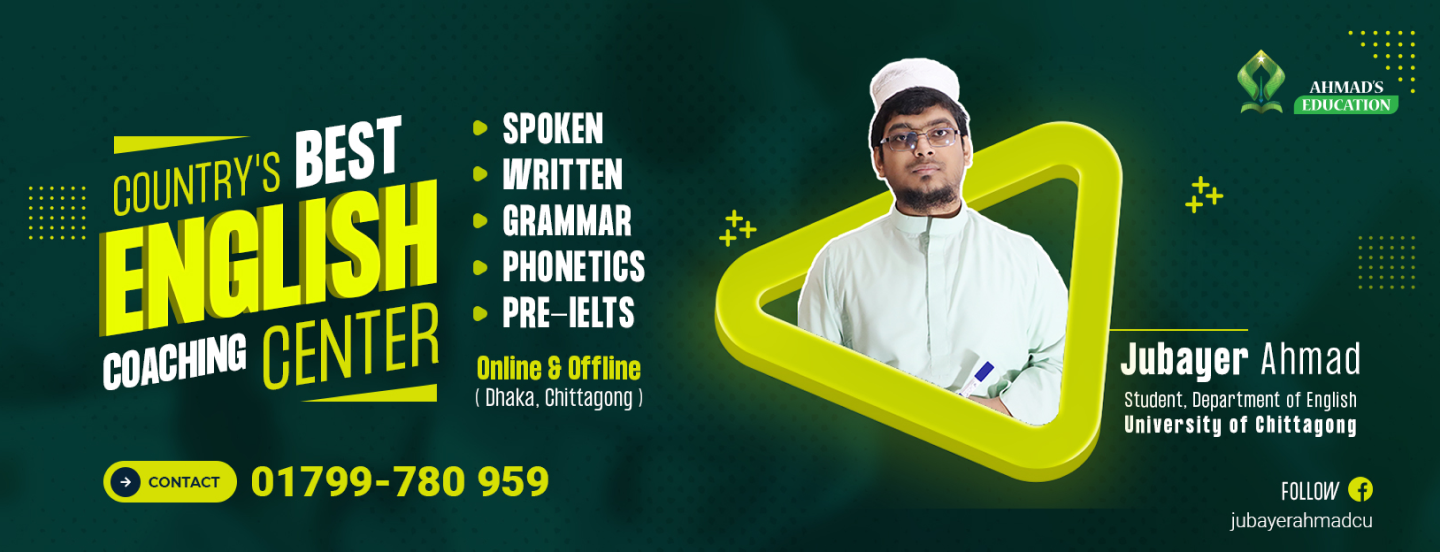 COUNTRY'S BEST
ENGLISH
COACHING CENTER
SPOKEN
WRITTEN
GRAMMAR
PHONETICS
PRE–IELTS
Online & Offline
( Dhaka, Chittagong )
CONTACT 01799-780 959
AHMAD'S
EDUCATION
Jubayer Ahmad
Student, Department of English
University of Chittagong
FOLLOW
jubayerahmadcu